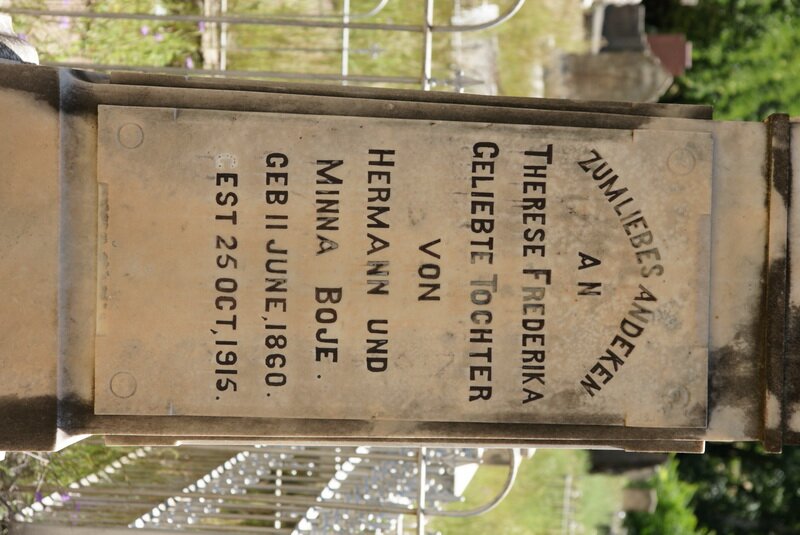 ZUM LIEBES ANDEKEN
AN
THERESE FREDERIKA
GELIEBTE TOCHTER
VON
HERMANN UND
MINNA BOJE.
GEB 11 JUNE, 1860.
GEST 25 OCT, 1915.